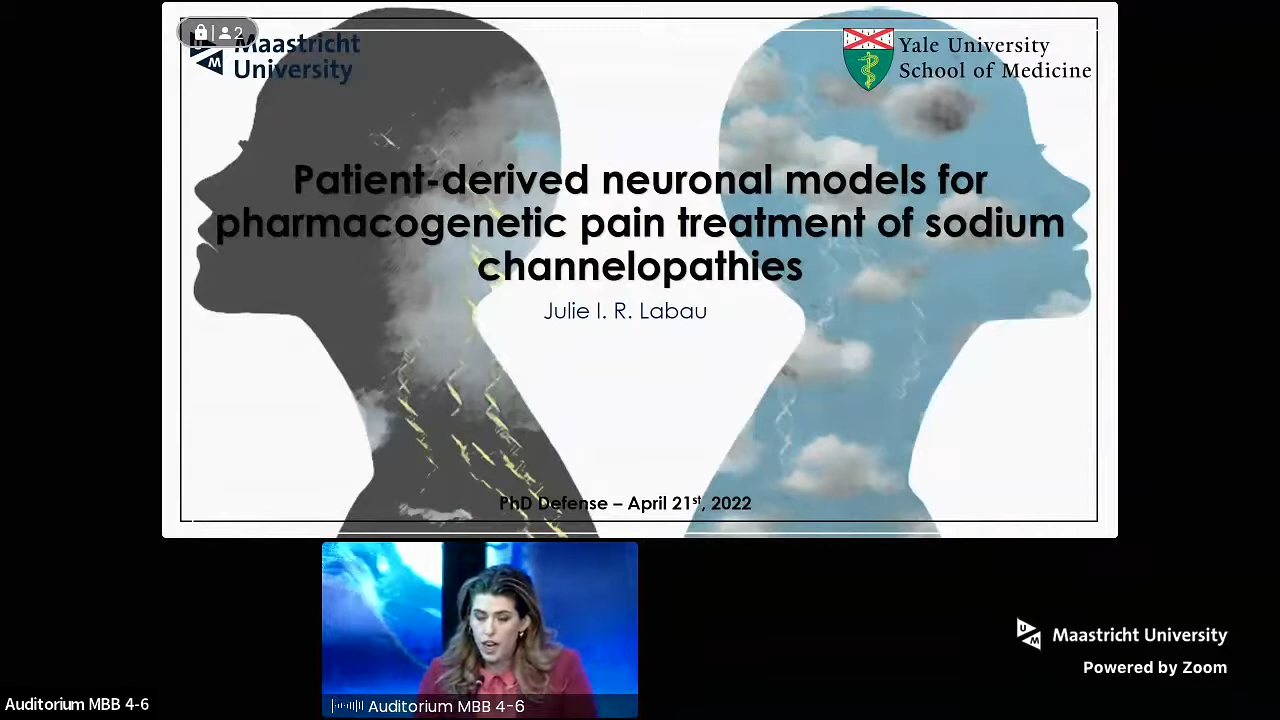 2
Maastricht
University
Yale University
School of Medicine
Patient-derived neuronal models for
pharmacogenetic pain treatment of sodium
channelopathies
Julie I. R. Labau
PhD Defense – April 21st, 2022
Auditorium MBB 4-6
Auditorium MBB 4-6
UM Maastricht University
Powered by Zoom